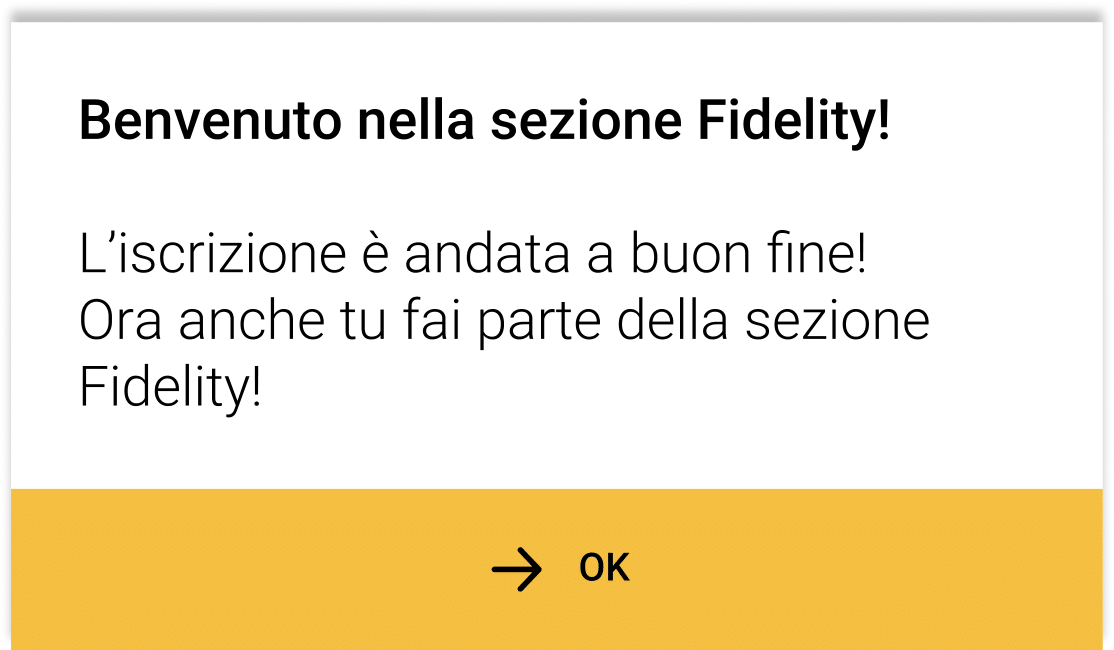 Benvenuto nella sezione Fidelity!
L’iscrizione è andata a buon fine!
Ora anche tu fai parte della sezione
Fidelity!
OK